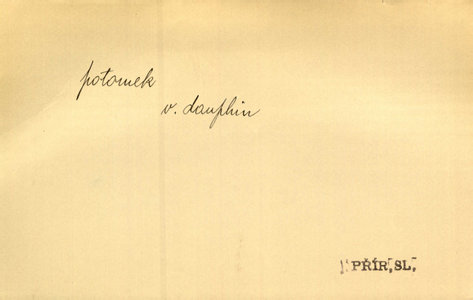 potomek
v. dauphin
PŘÍR. SL.